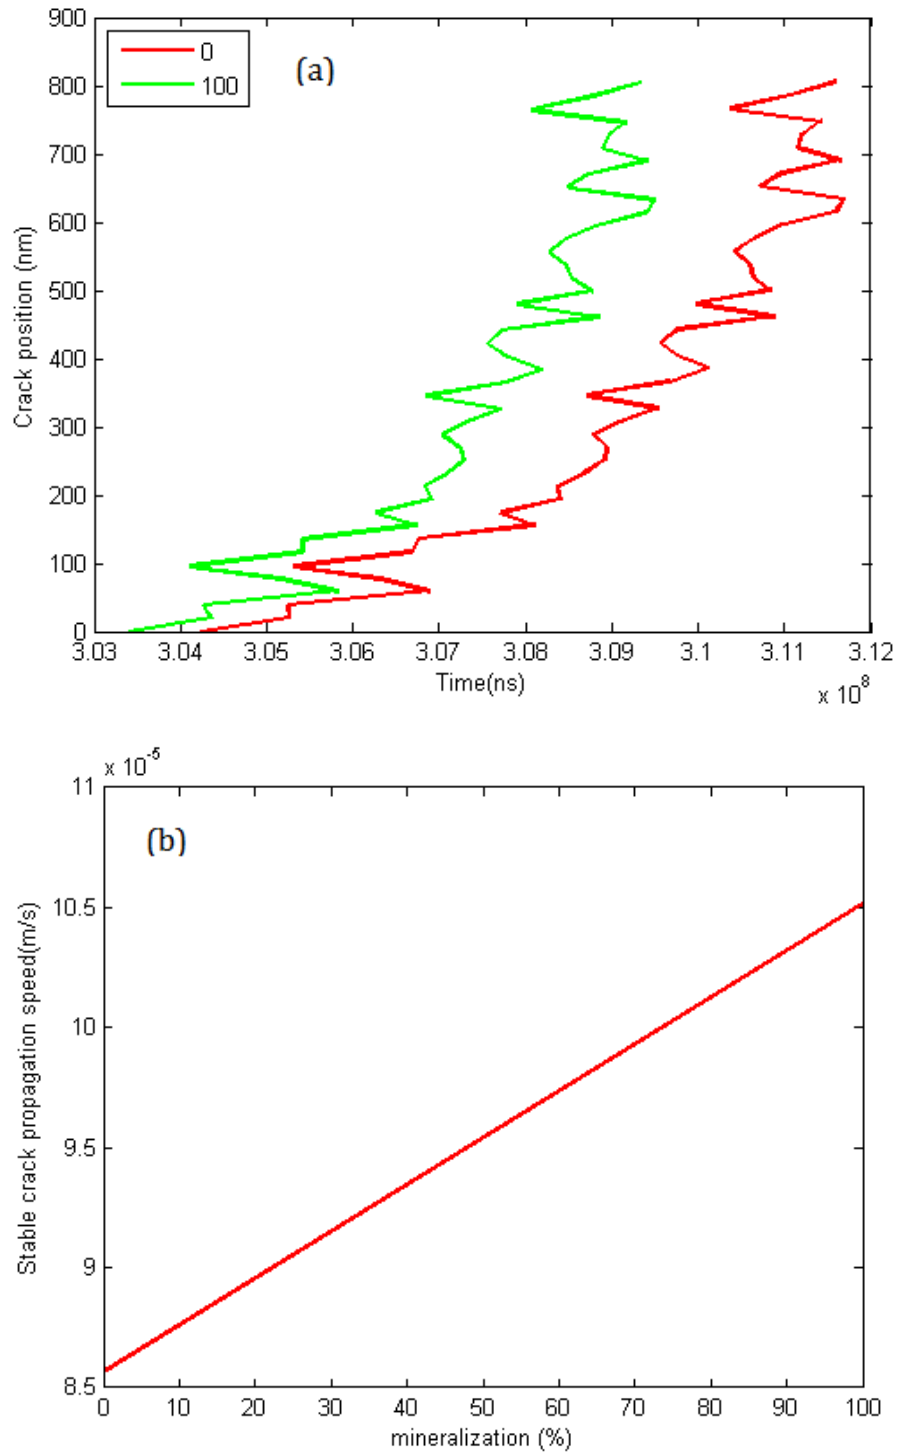 900
800
700
600
500
400
300
200
100
0
Crack position (nm)
0
100
(a)
3.03 3.04 3.05 3.06 3.07 3.08 3.09 3.1 3.11 3.12
Time(ns)
x 10^8
x 10^-5
11
10.5
10
9.5
9
8.5
Stable crack propagation speed(m/s)
(b)
0 10 20 30 40 50 60 70 80 90 100
mineralization (%)